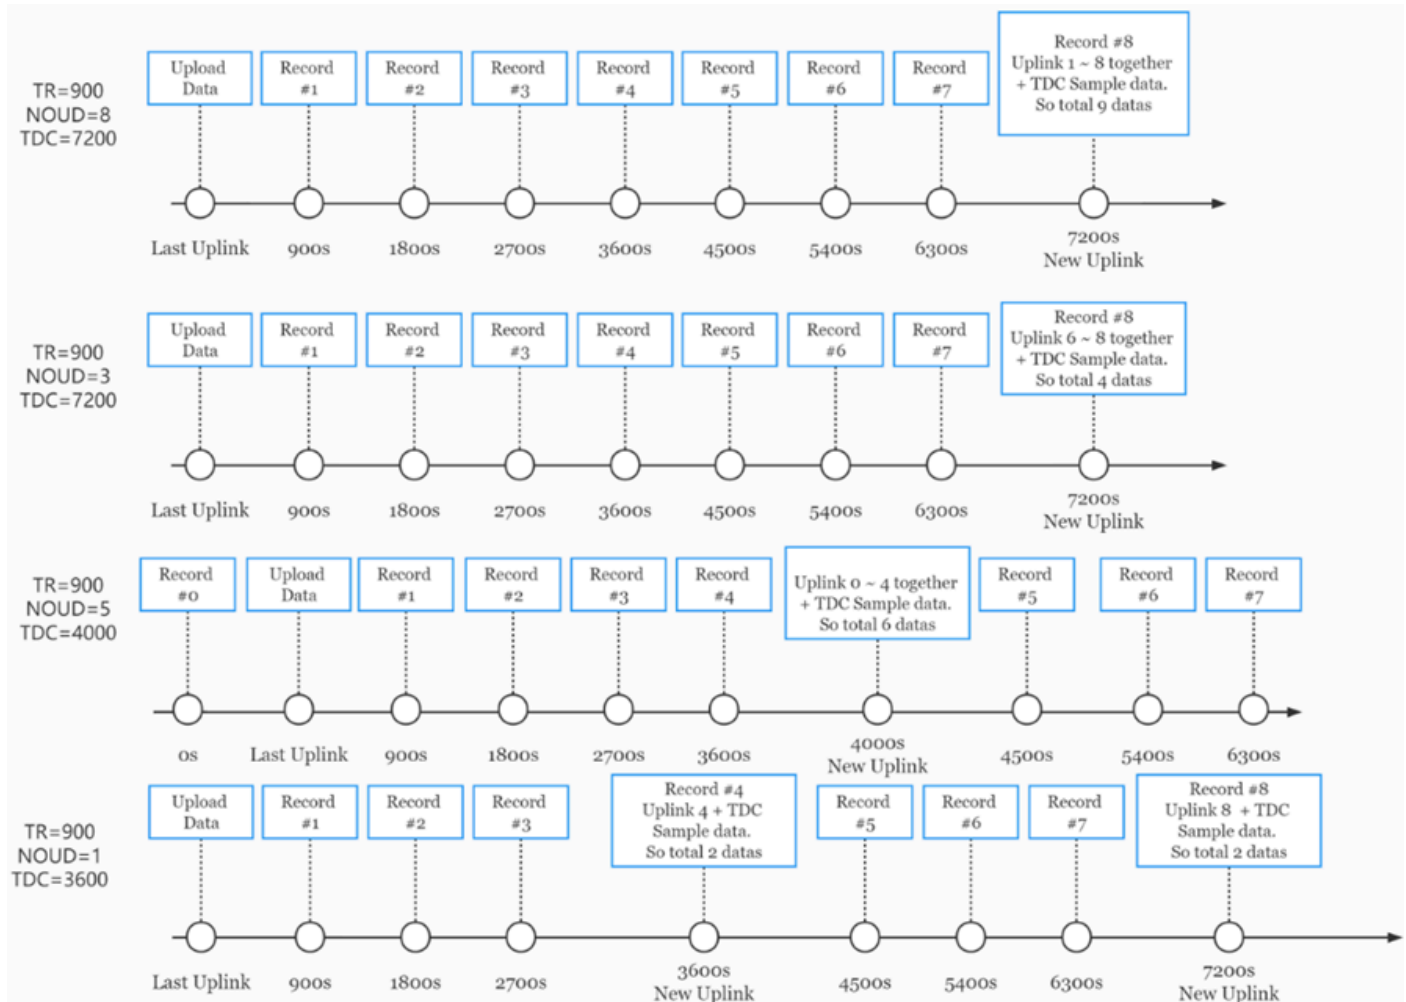 TR=900
NOUD=8
TDC=7200
Upload
Data
Record
#1
Record
#2
Record
#3
Record
#4
Record
#5
Record
#6
Record
#7
Record #8
Uplink 1 ~ 8 together
+ TDC Sample data.
So total 9 datas
Last Uplink
900s
1800s
2700s
3600s
4500s
5400s
6300s
7200s
New Uplink
TR=900
NOUD=3
TDC=7200
Upload
Data
Record
#1
Record
#2
Record
#3
Record
#4
Record
#5
Record
#6
Record
#7
Record #8
Uplink 6 ~ 8 together
+ TDC Sample data.
So total 4 datas
Last Uplink
900s
1800s
2700s
3600s
4500s
5400s
6300s
7200s
New Uplink
TR=900
NOUD=5
TDC=4000
Record
#0
Upload
Data
Record
#1
Record
#2
Record
#3
Record
#4
Uplink 0 ~ 4 together
+ TDC Sample data.
So total 6 datas
Record
#5
Record
#6
Record
#7
0s
Last Uplink
900s
1800s
2700s
3600s
4000s
New Uplink
4500s
5400s
6300s
TR=900
NOUD=1
TDC=3600
Upload
Data
Record
#1
Record
#2
Record
#3
Record #4
Uplink 4 + TDC
Sample data.
So total 2 datas
Record
#5
Record
#6
Record
#7
Record #8
Uplink 8 + TDC
Sample data.
So total 2 datas
Last Uplink
900s
1800s
2700s
3600s
New Uplink
4500s
5400s
6300s
7200s
New Uplink